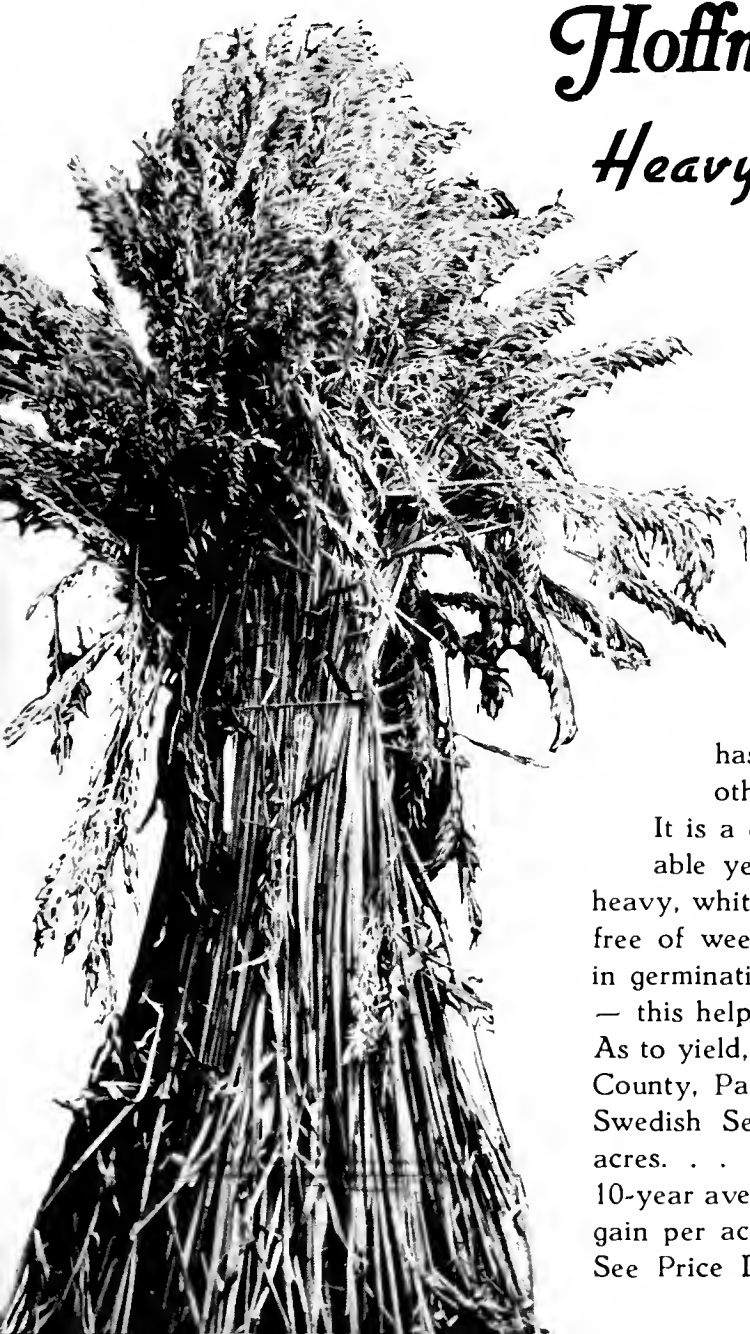 Hoffn
Heavy
has
oth
It is a
able ye
heavy, whit
free of wee
in germinati
— this help
As to yield,
County, Pa
Swedish Se
acres. . .
10-year ave
gain per ac
See Price